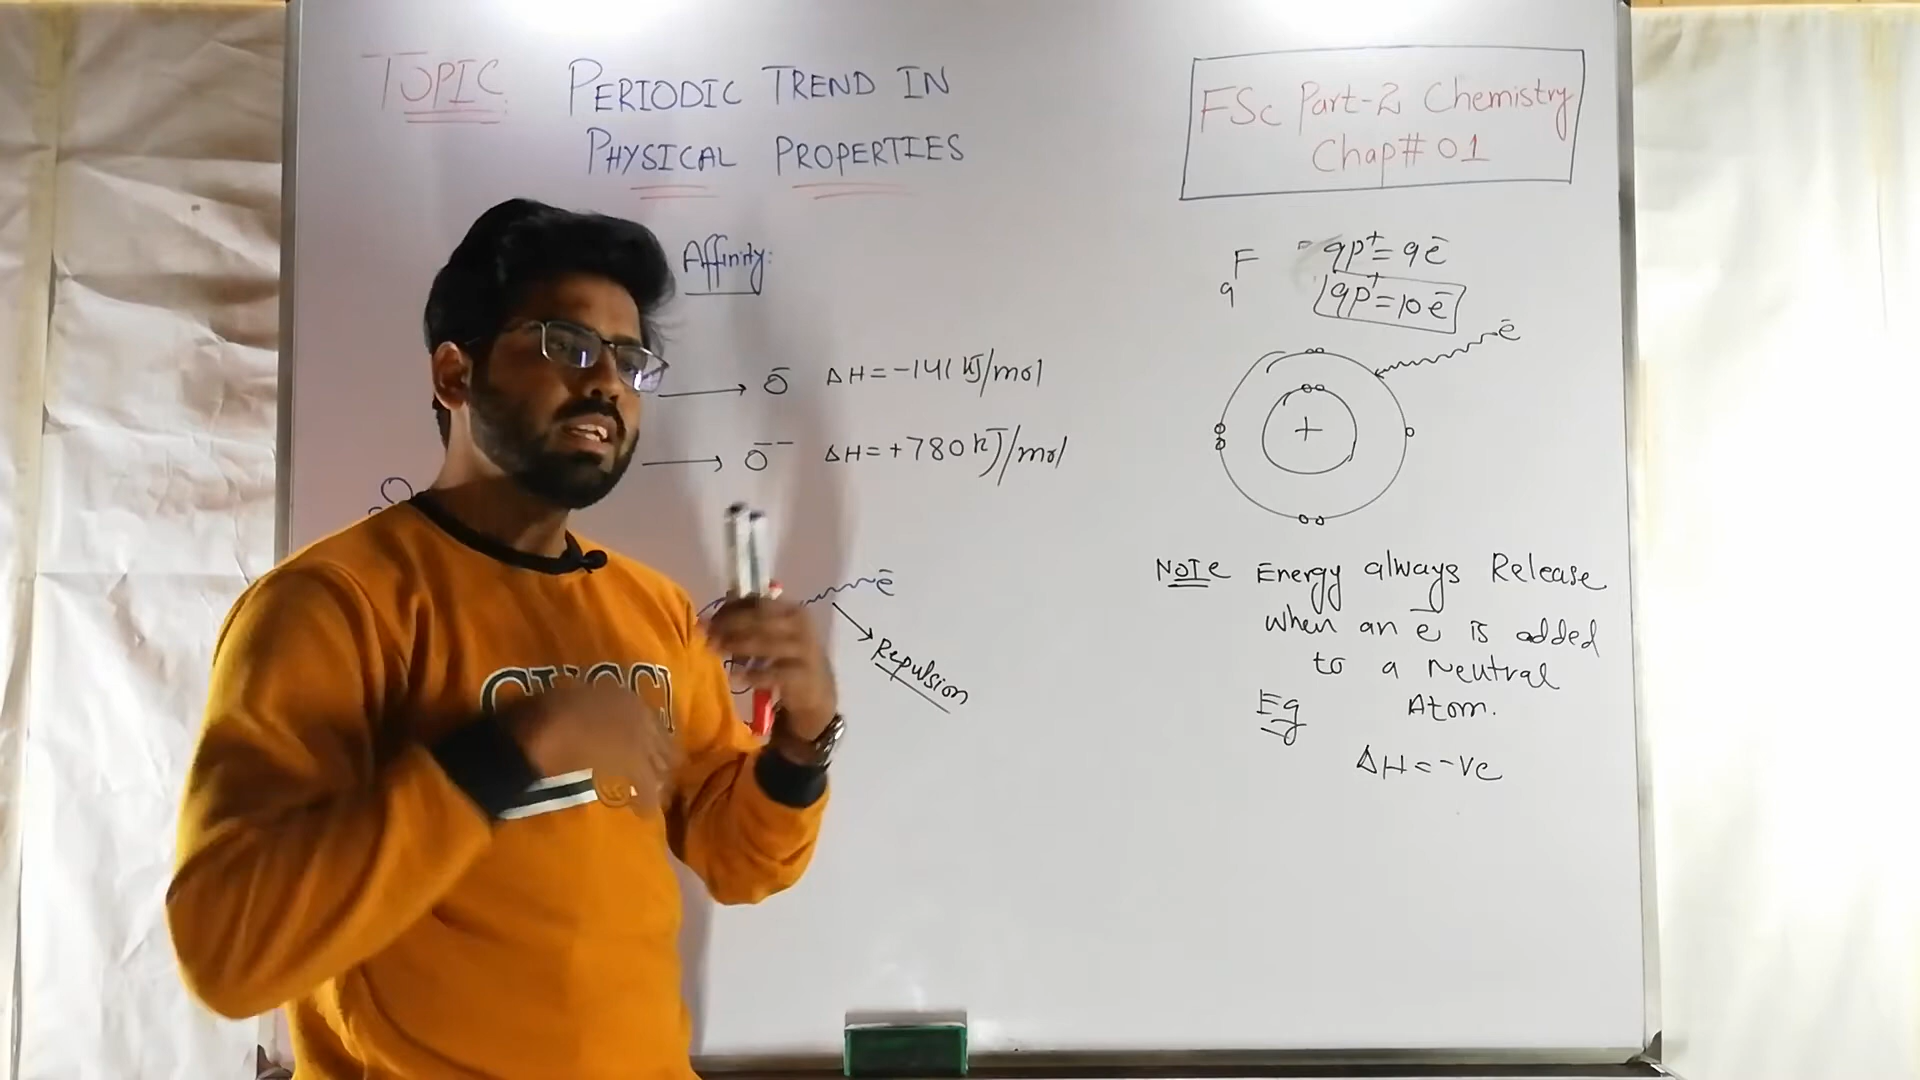 TOPIC: PERIODIC TREND IN
PHYSICAL PROPERTIES
FSc Part-2 Chemistry
Chap# 01
Affinity:
→ O⁻ ΔH = -141 kJ/mol
→ O⁻⁻ ΔH = +780 kJ/mol
e⁻
Repulsion
GUCCI
F 9p⁺ = 9e⁻
9 9p⁺ = 10e⁻
e⁻
+
NOTE Energy always Release
when an e⁻ is added
to a Neutral
Eg Atom.
ΔH = -ve